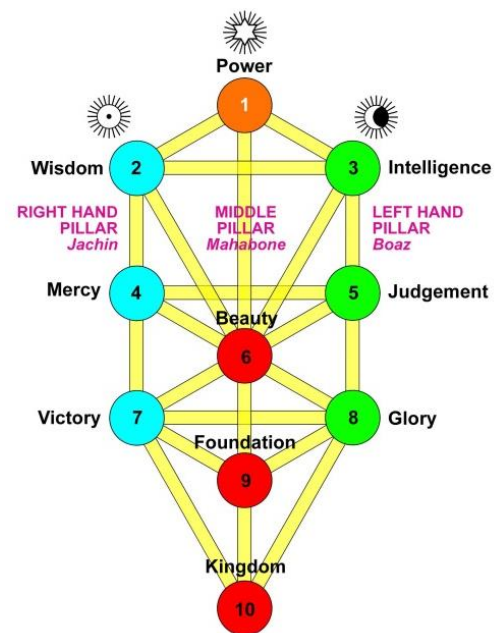 Power
1
Wisdom
2
3
Intelligence
RIGHT HAND
PILLAR
Jachin
MIDDLE
PILLAR
Mahabone
LEFT HAND
PILLAR
Boaz
Mercy
4
5
Judgement
Beauty
6
Victory
7
8
Glory
Foundation
9
Kingdom
10